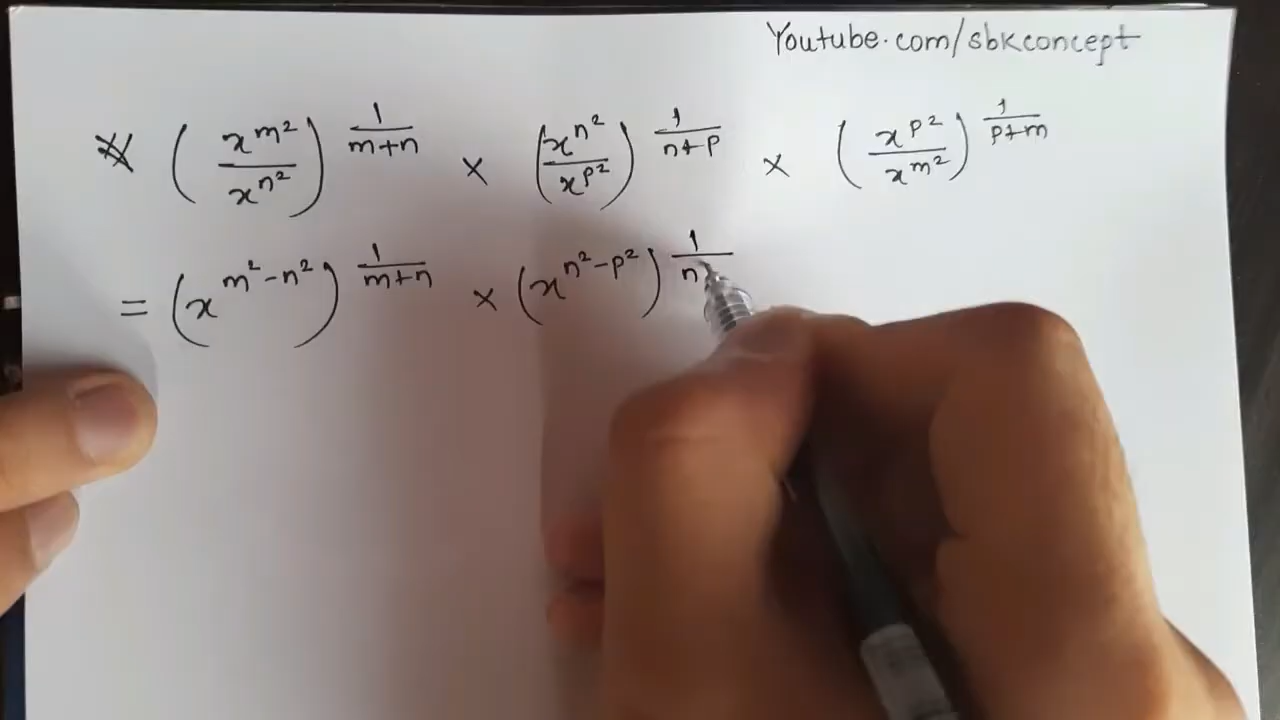 Youtube.com/sbkconcept
(x^m²/x^n²)^(1/m+n) × (x^n²/x^p²)^(1/n+p) × (x^p²/x^m²)^(1/p+m)
= (x^m²-n²)^(1/m+n) × (x^n²-p²)^(1/n